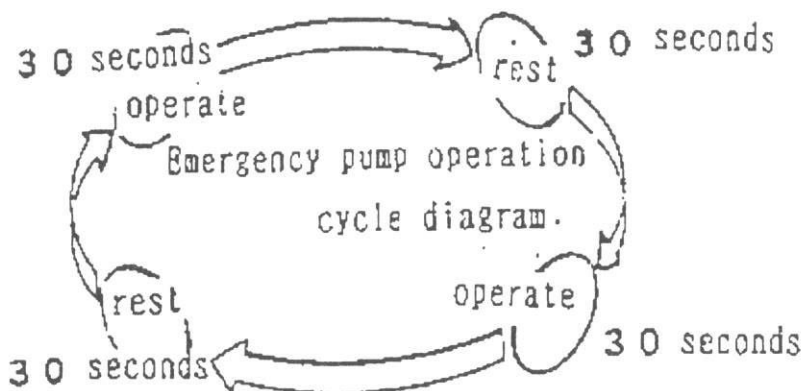 30 seconds
operate
rest
30 seconds
Emergency pump operation
cycle diagram.
rest
30 seconds
operate
30 seconds